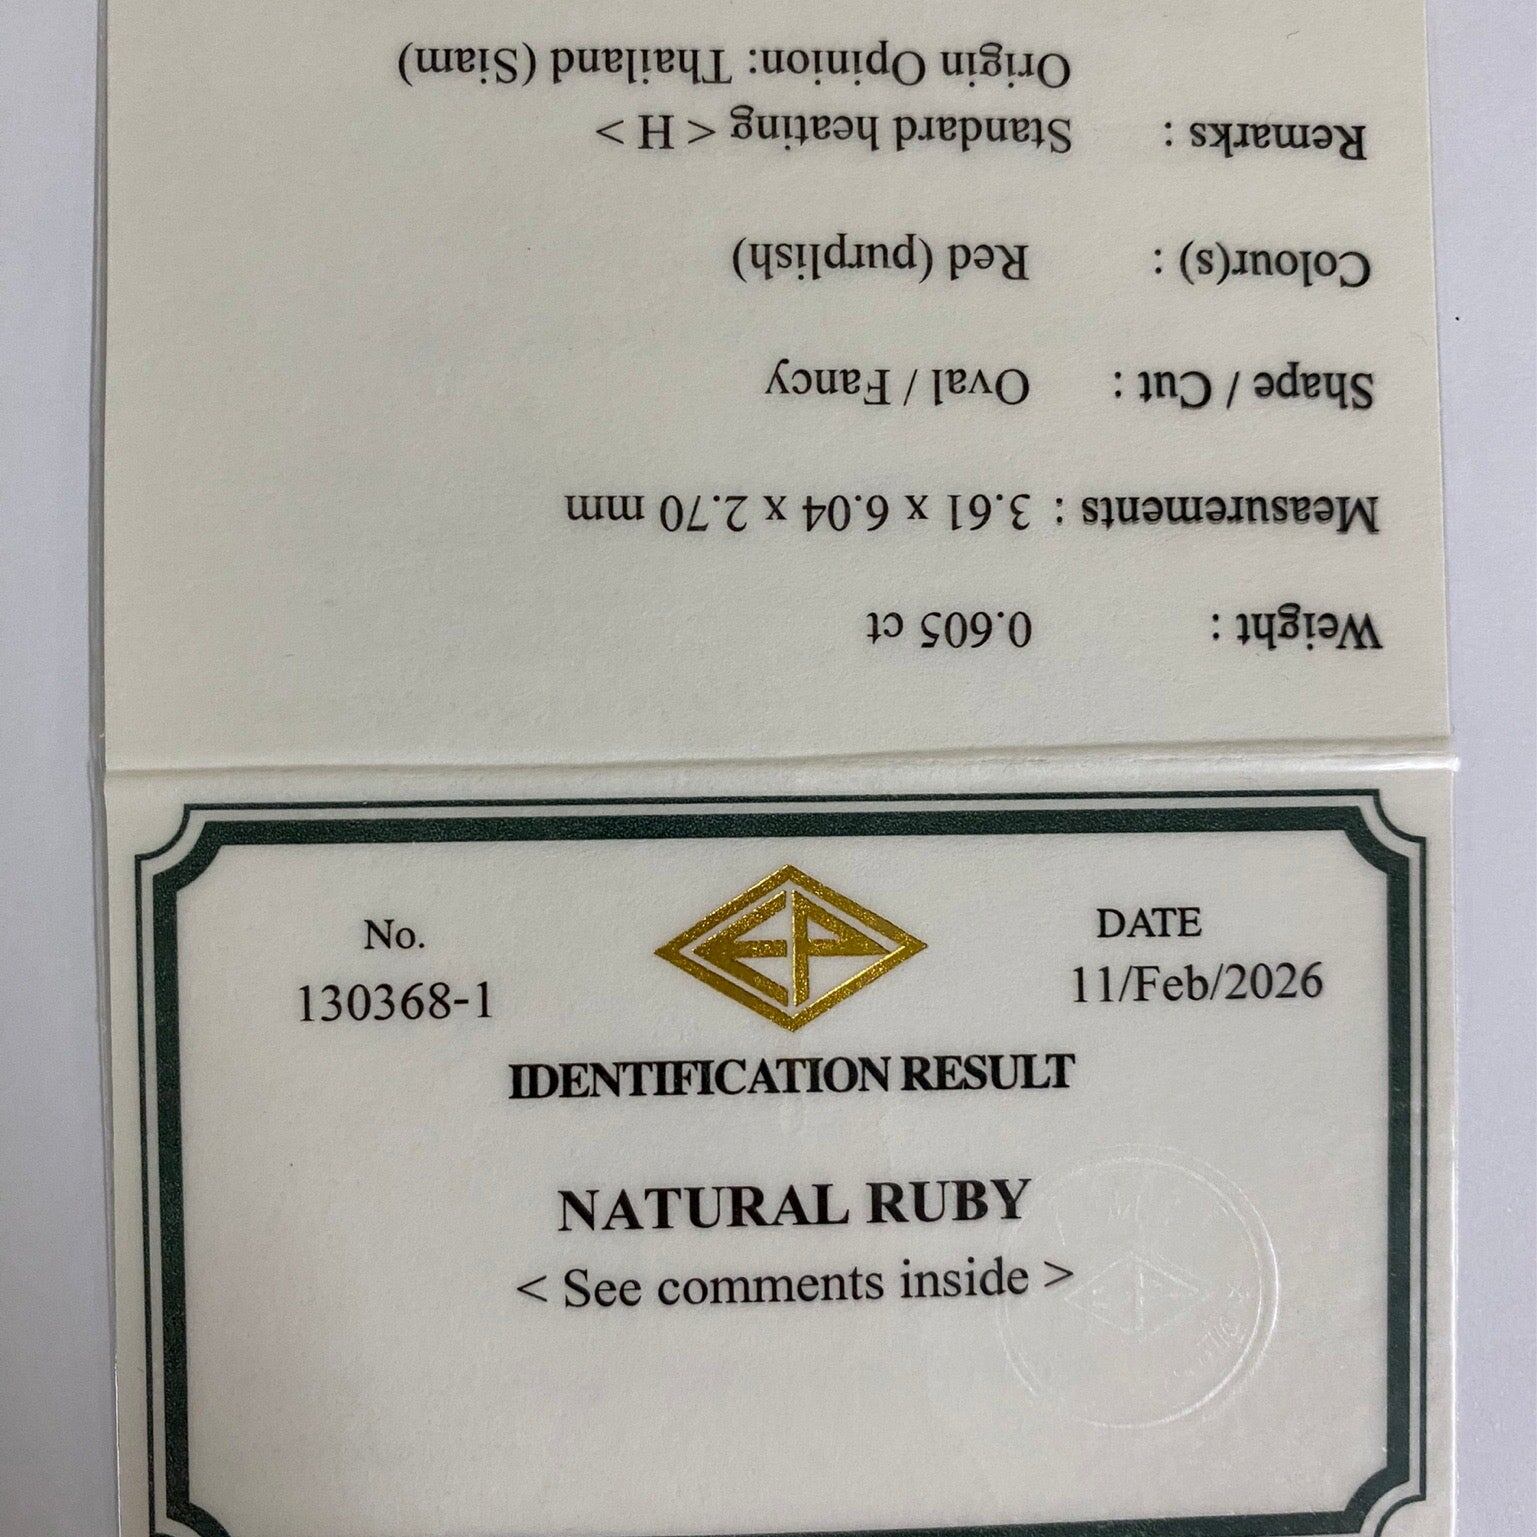 Weight : 0.605 ct
Measurements : 3.61 x 6.04 x 2.70 mm
Shape / Cut : Oval / Fancy
Colour(s) : Red (purplish)
Remarks : Standard heating < H >
Origin Opinion: Thailand (Siam)
EP
No.
130368-1
DATE
11/Feb/2026
IDENTIFICATION RESULT
NATURAL RUBY
< See comments inside >